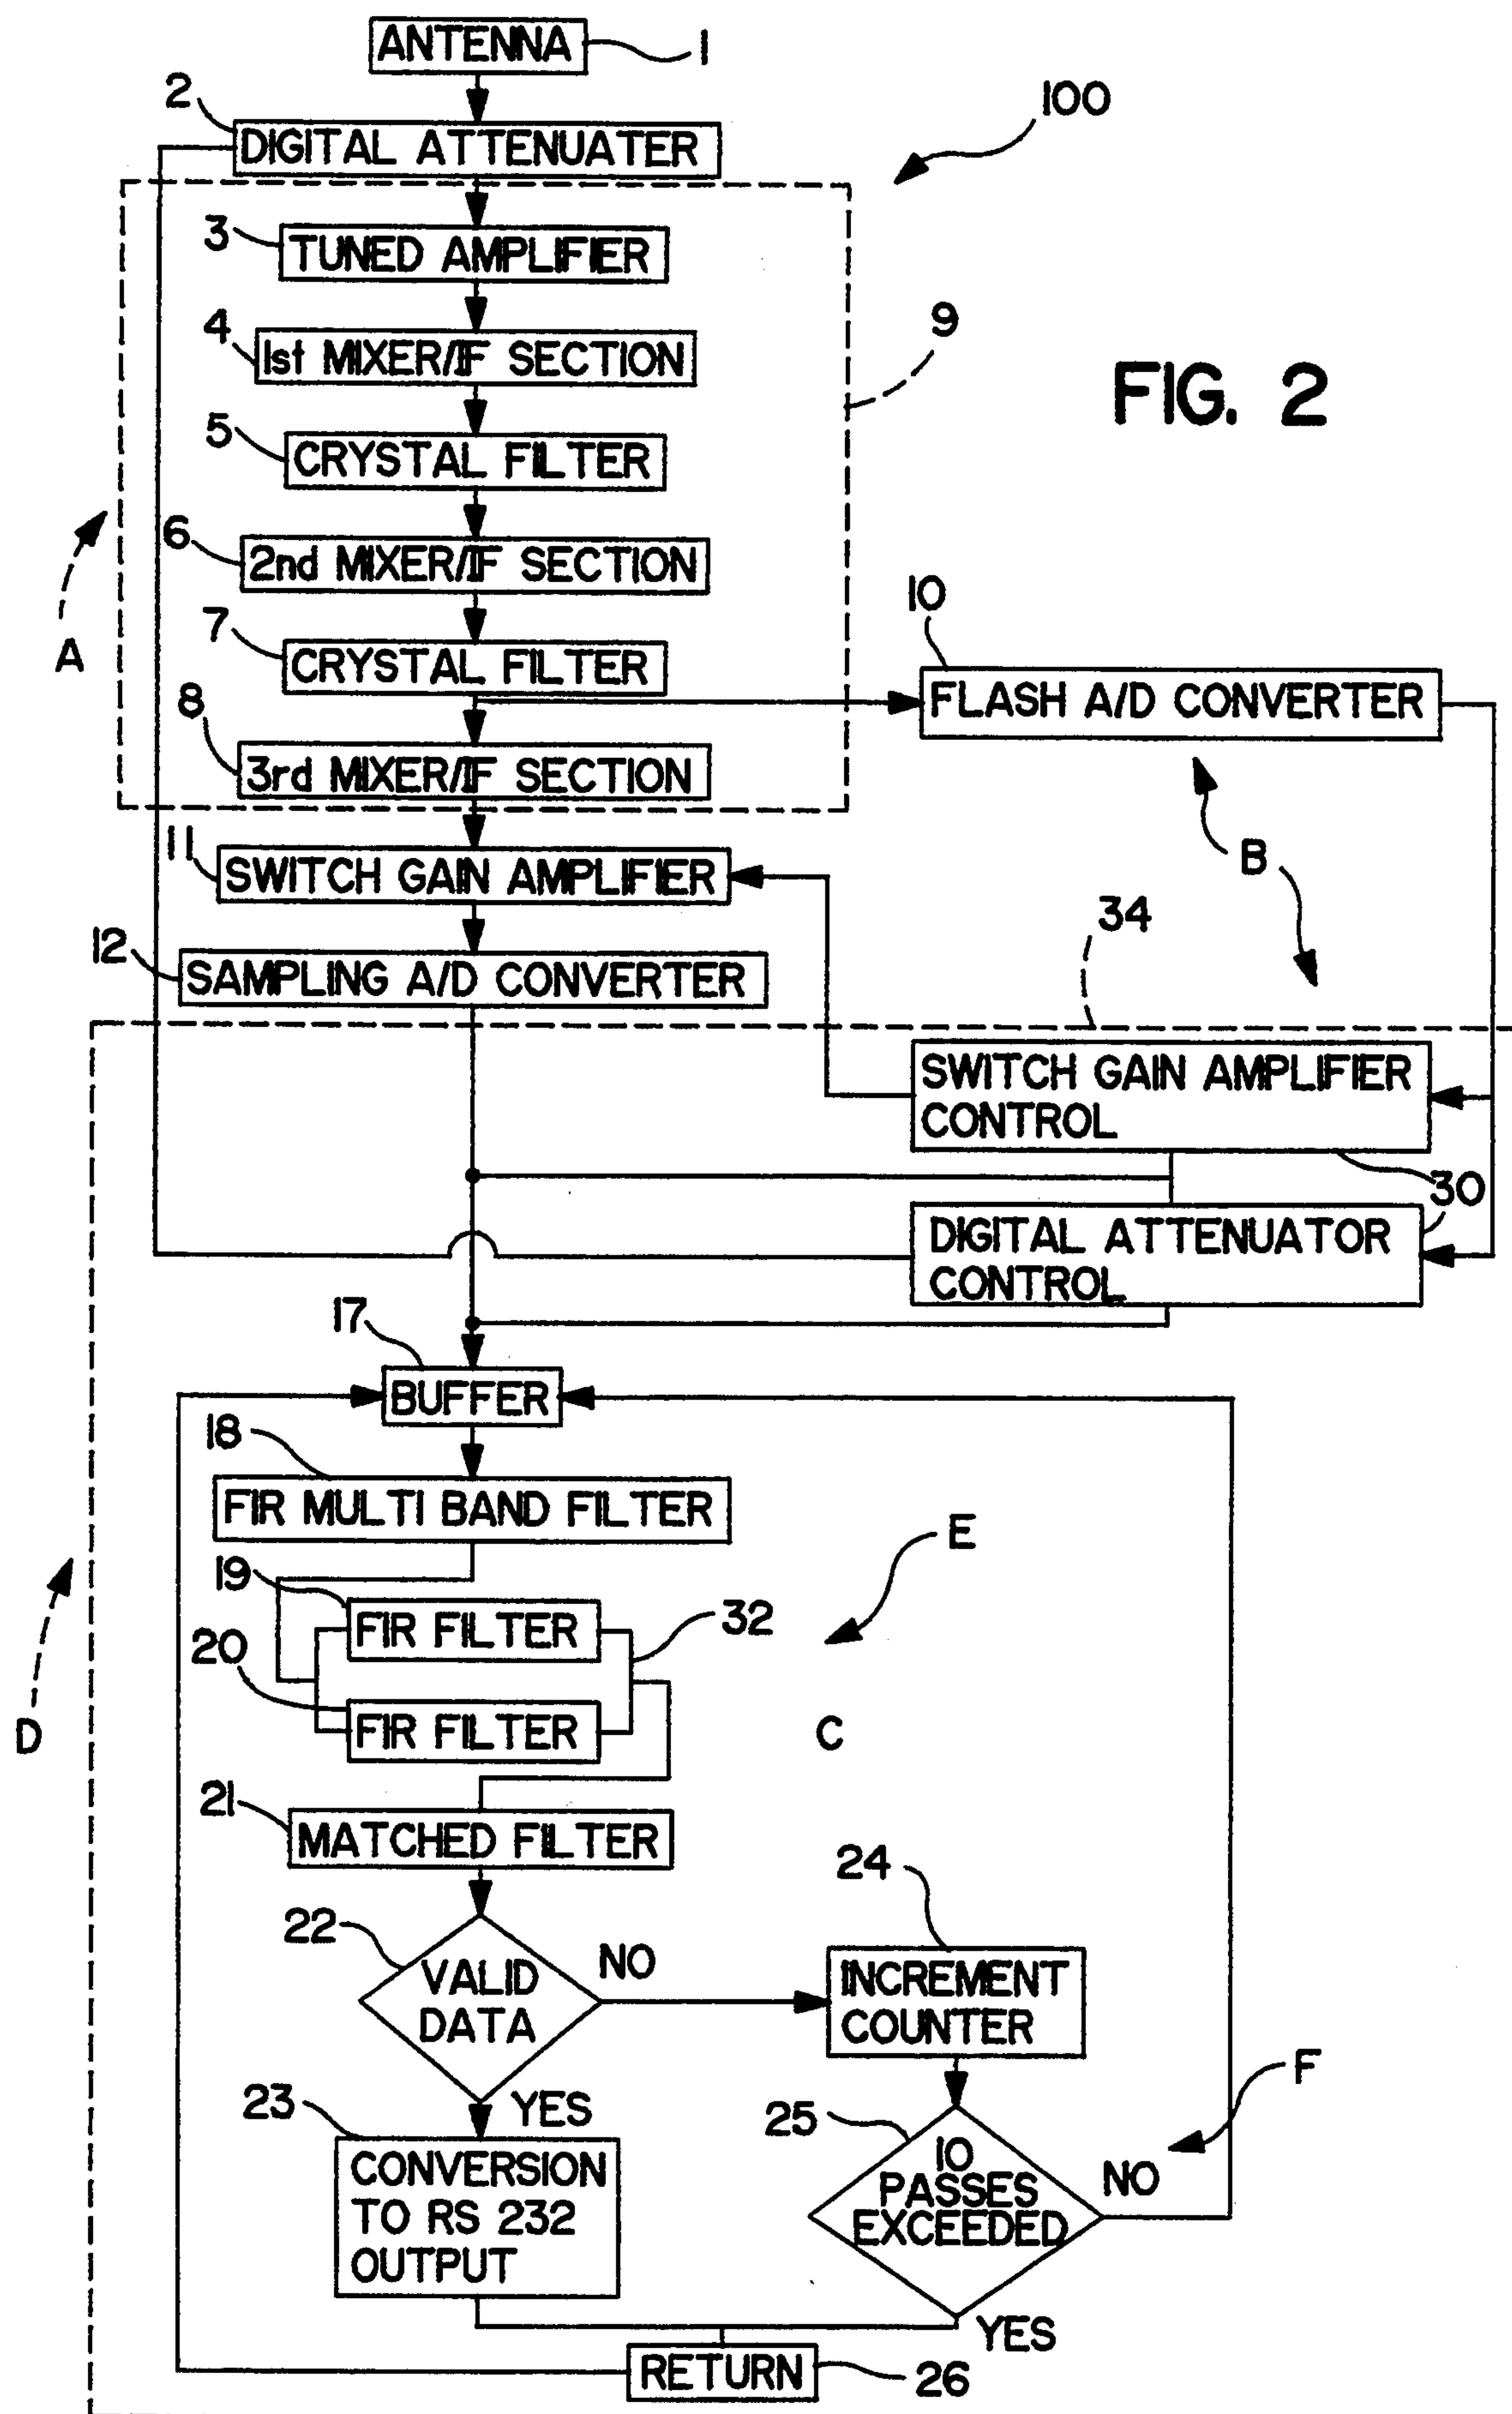 ANTENNA
1
2
100
DIGITAL ATTENUATER
3
TUNED AMPLIFIER
4
9
1st MIXER/IF SECTION
FIG. 2
5
CRYSTAL FILTER
6
2nd MIXER/IF SECTION
10
7
A
CRYSTAL FILTER
FLASH A/D CONVERTER
8
3rd MIXER/IF SECTION
11
B
SWITCH GAIN AMPLIFIER
34
12
SAMPLING A/D CONVERTER
SWITCH GAIN AMPLIFIER
CONTROL
30
DIGITAL ATTENUATOR
CONTROL
17
BUFFER
18
FIR MULTI BAND FILTER
E
19
32
FIR FILTER
20
D
FIR FILTER
C
21
MATCHED FILTER
24
22
NO
VALID
DATA
INCREMENT
COUNTER
F
23
YES
25
CONVERSION
TO RS 232
OUTPUT
10
PASSES
EXCEEDED
NO
YES
RETURN
26